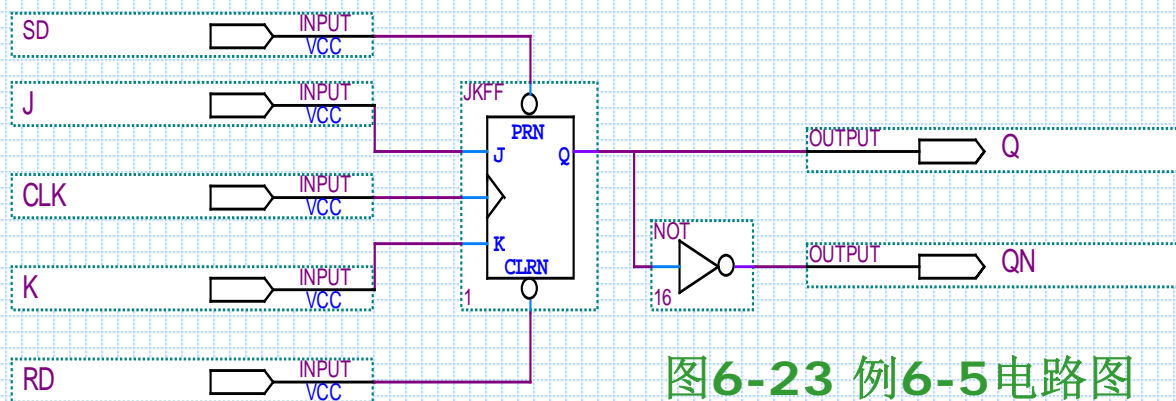 SD
INPUT
VCC
J
INPUT
VCC
CLK
INPUT
VCC
K
INPUT
VCC
RD
INPUT
VCC
JKFF
PRN
J
Q
K
CLRN
1
NOT
16
OUTPUT
Q
OUTPUT
QN
图6-23 例6-5电路图